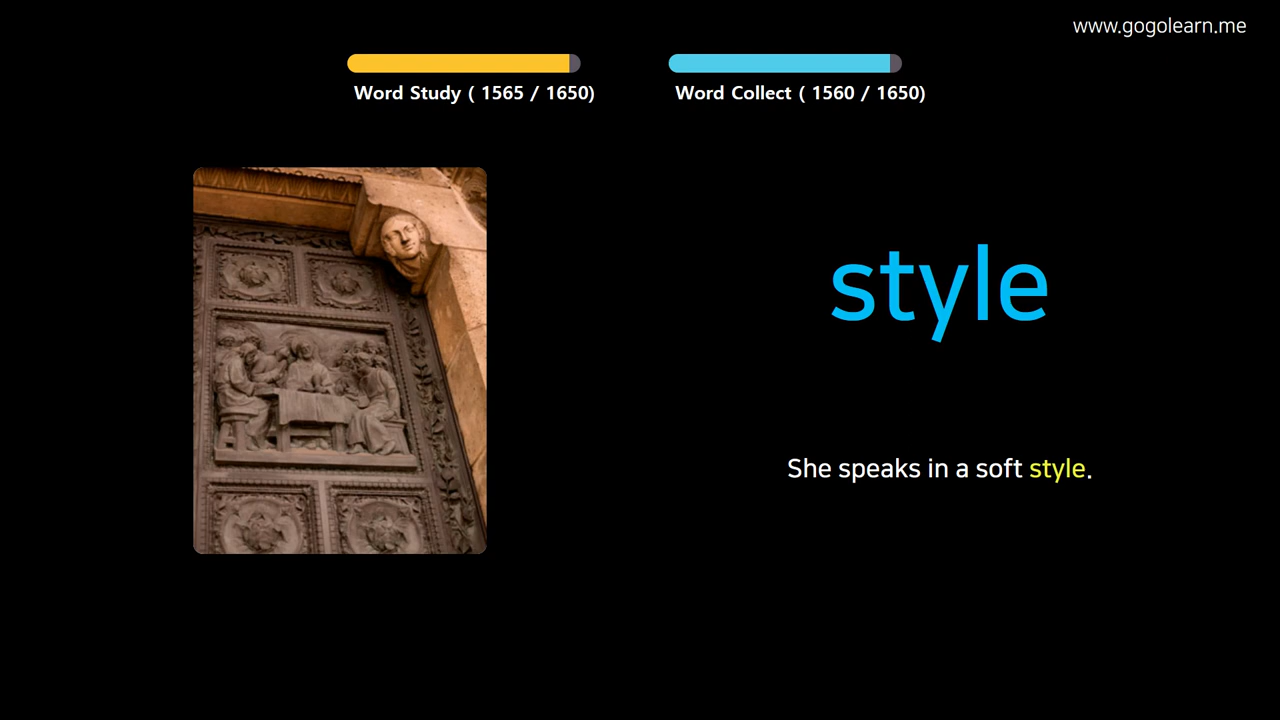 www.gogolearn.me
Word Study ( 1565 / 1650)
Word Collect ( 1560 / 1650)
style
She speaks in a soft style.